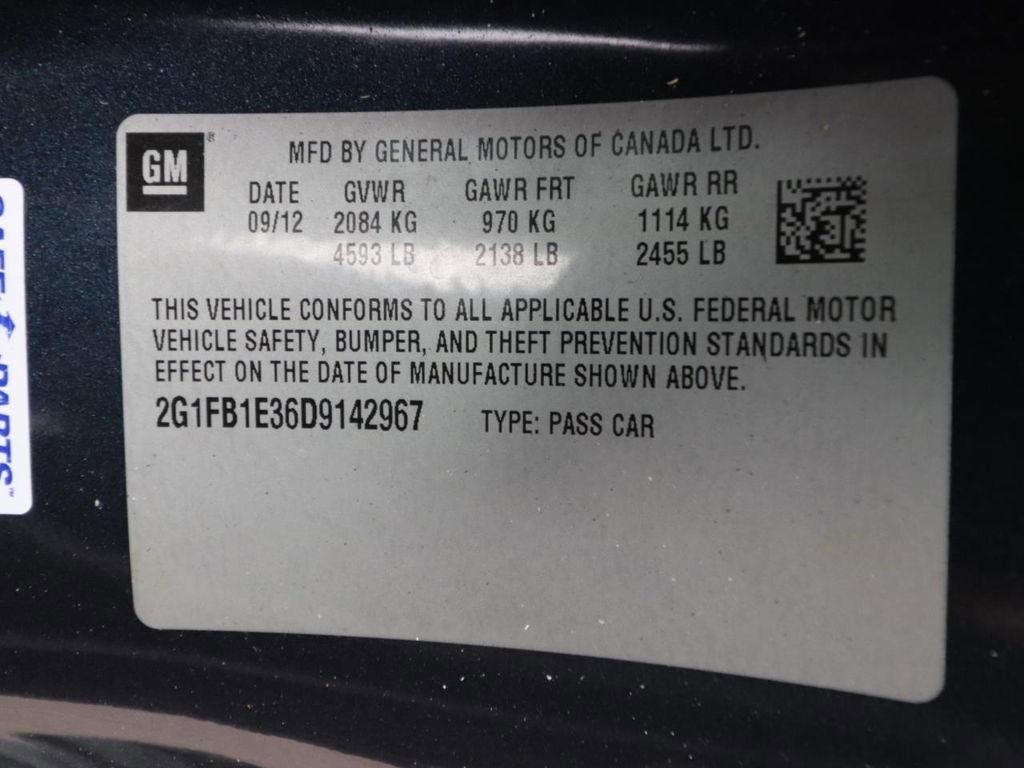 GM ®
MFD BY GENERAL MOTORS OF CANADA LTD.
DATE GVWR GAWR FRT GAWR RR
09/12 2084 KG 970 KG 1114 KG
4593 LB 2138 LB 2455 LB
THIS VEHICLE CONFORMS TO ALL APPLICABLE U.S. FEDERAL MOTOR
VEHICLE SAFETY, BUMPER, AND THEFT PREVENTION STANDARDS IN
EFFECT ON THE DATE OF MANUFACTURE SHOWN ABOVE.
2G1FB1E36D9142967 TYPE: PASS CAR
PARTS™